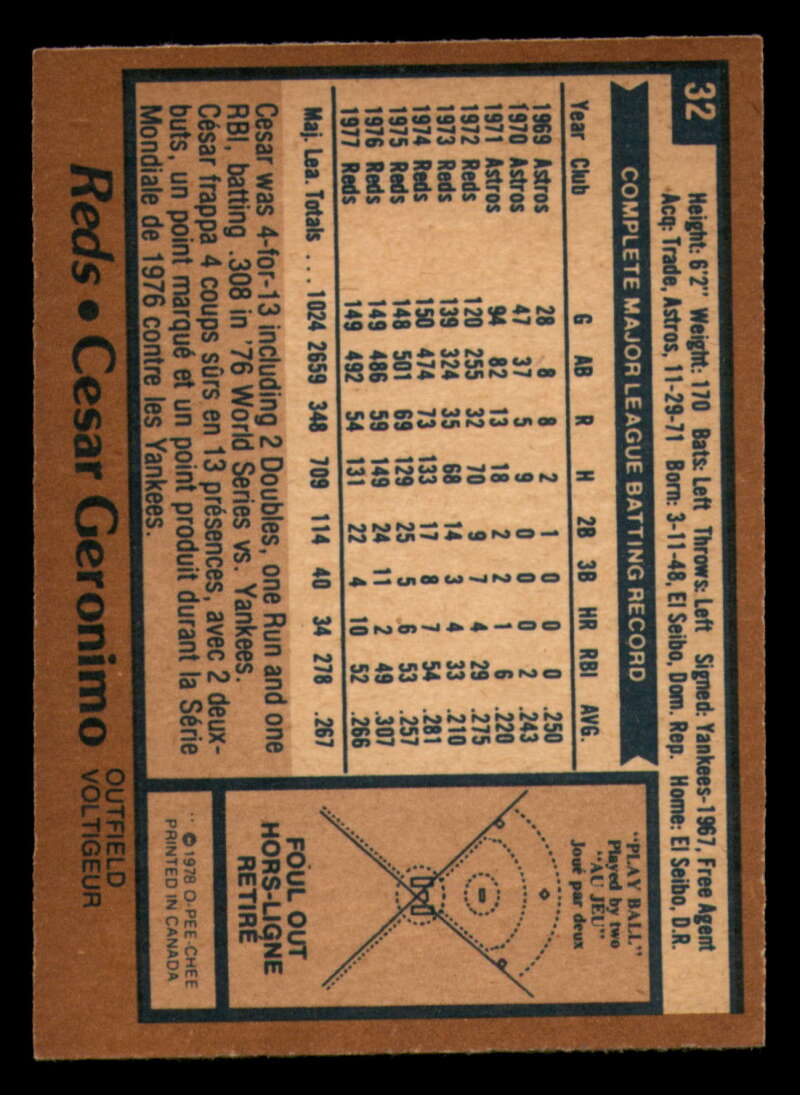 32
Height: 6'2" Weight: 170 Bats: Left Throws: Left Signed: Yankees-1967, Free Agent
Acq: Trade, Astros, 11-29-71 Born: 3-11-48, El Seibo, Dom. Rep. Home: El Seibo, D.R.
COMPLETE MAJOR LEAGUE BATTING RECORD
Year Club G AB R H 2B 3B HR RBI AVG.
1969 Astros 28 8 8 2 1 0 0 0 .250
1970 Astros 47 37 5 9 0 0 0 2 .243
1971 Astros 94 82 13 18 2 2 1 6 .220
1972 Reds 120 255 32 70 9 7 4 29 .275
1973 Reds 139 324 35 68 14 3 4 33 .210
1974 Reds 150 474 73 133 17 8 7 54 .281
1975 Reds 148 501 69 129 25 5 6 53 .257
1976 Reds 149 486 59 149 24 11 2 49 .307
1977 Reds 149 492 54 131 22 4 10 52 .266
Maj. Lea. Totals ... 1024 2659 348 709 114 40 34 278 .267
Cesar was 4-for-13 including 2 Doubles, one Run and one
RBI, batting .308 in '76 World Series vs. Yankees.
César frappa 4 coups sûrs en 13 présences, avec 2 deux-
buts, un point marqué et un point produit durant la Série
Mondiale de 1976 contre les Yankees.
"PLAY BALL"
Played by two
"AU JEU"
Joué par deux
FOUL OUT
HORS-LIGNE
RETIRÉ
© 1978 O-PEE-CHEE
PRINTED IN CANADA
Reds • Cesar Geronimo
OUTFIELD
VOLTIGEUR